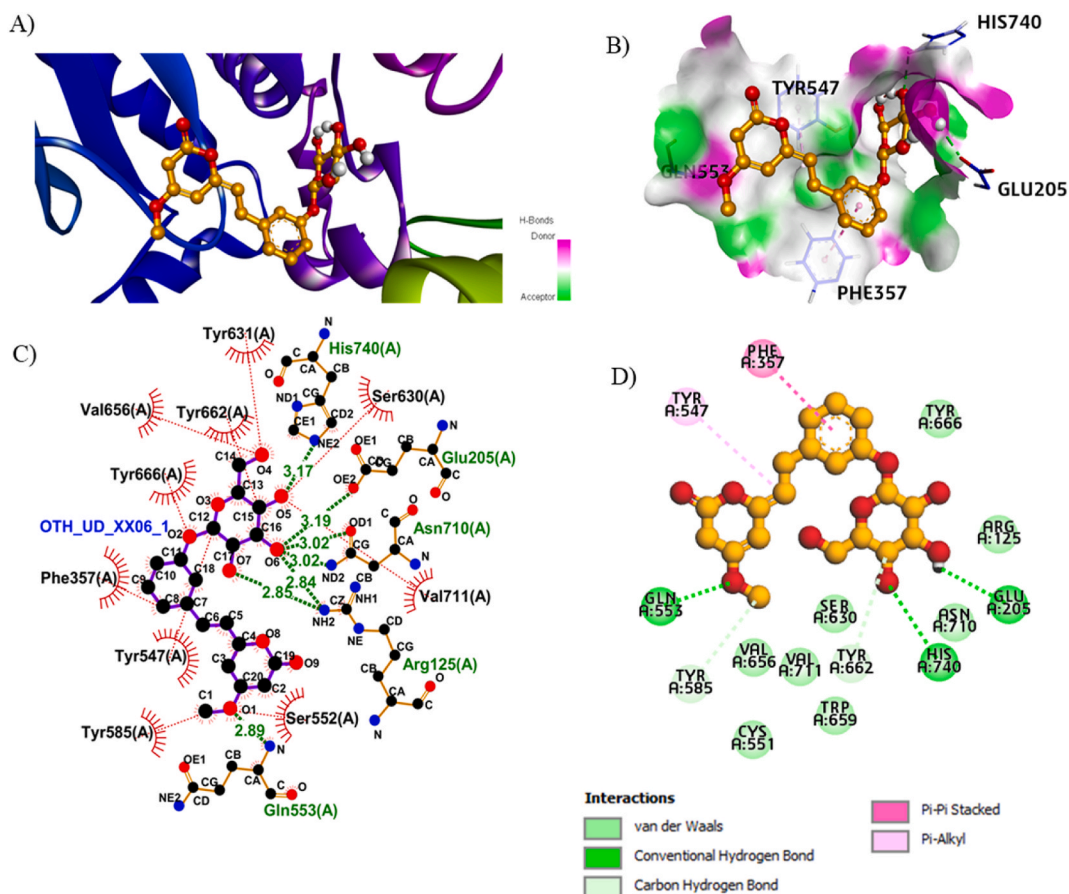 A)
H-Bonds
Donor
Acceptor
B)
HIS740
TYR547
GLN553
GLU205
PHE357
C)
Tyr631(A)
N
His740(A)
C
CA
CB
O
ND1
CG
CD2
CE1
NE2
Ser630(A)
Val656(A)
Tyr662(A)
C14
O4
C13
3.17
OE1
CB
N
CD
CG
CA
Glu205(A)
C
OE2
O
Tyr666(A)
O3
O5
C15
3.19
C12
C16
OD1
C
O
Asn710(A)
OTH_UD_XX06_1
O2
3.02
CG
CA
C17
O6
3.02
N
C11
O7
ND2
CB
C18
2.84
Phe357(A)
C9
C10
2.85
CZ
NH1
Val711(A)
C8
C7
NH2
NE
CD
C6
C5
CG
Tyr547(A)
C4
O8
CB
Arg125(A)
C3
C19
O9
CA
O
C20
C2
C
C1
O1
Ser552(A)
N
Tyr585(A)
2.89
OE1
CB
N
CG
CA
NE2
CD
C
O
Gln553(A)
D)
PHE
A:357
TYR
A:547
TYR
A:666
ARG
A:125
GLN
A:553
SER
A:630
ASN
A:710
GLU
A:205
VAL
A:656
VAL
A:711
TYR
A:662
HIS
A:740
TYR
A:585
TRP
A:659
CYS
A:551
Interactions
van der Waals
Conventional Hydrogen Bond
Carbon Hydrogen Bond
Pi-Pi Stacked
Pi-Alkyl